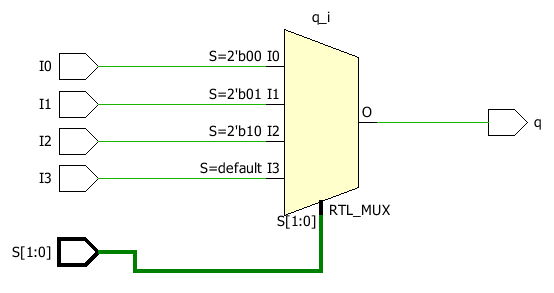 q_i
I0
S=2'b00 I0
I1
S=2'b01 I1
O
q
I2
S=2'b10 I2
I3
S=default I3
S[1:0]
RTL_MUX
S[1:0]